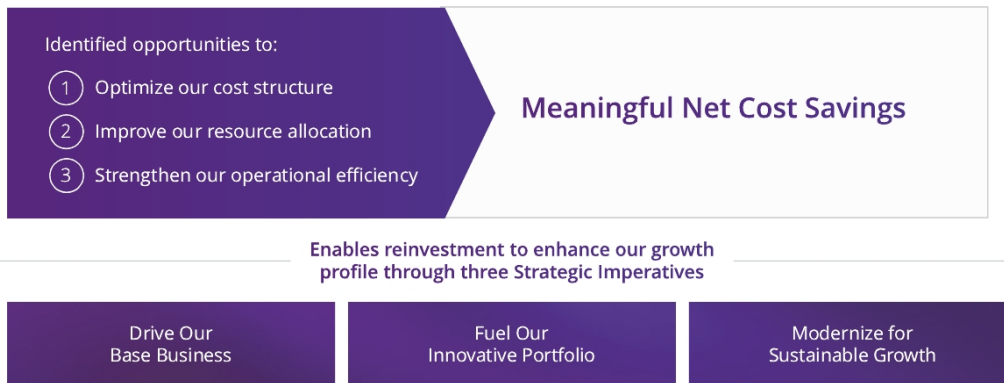 Identified opportunities to:
1 Optimize our cost structure
2 Improve our resource allocation
3 Strengthen our operational efficiency
Meaningful Net Cost Savings
Enables reinvestment to enhance our growth
profile through three Strategic Imperatives
Drive Our
Base Business
Fuel Our
Innovative Portfolio
Modernize for
Sustainable Growth